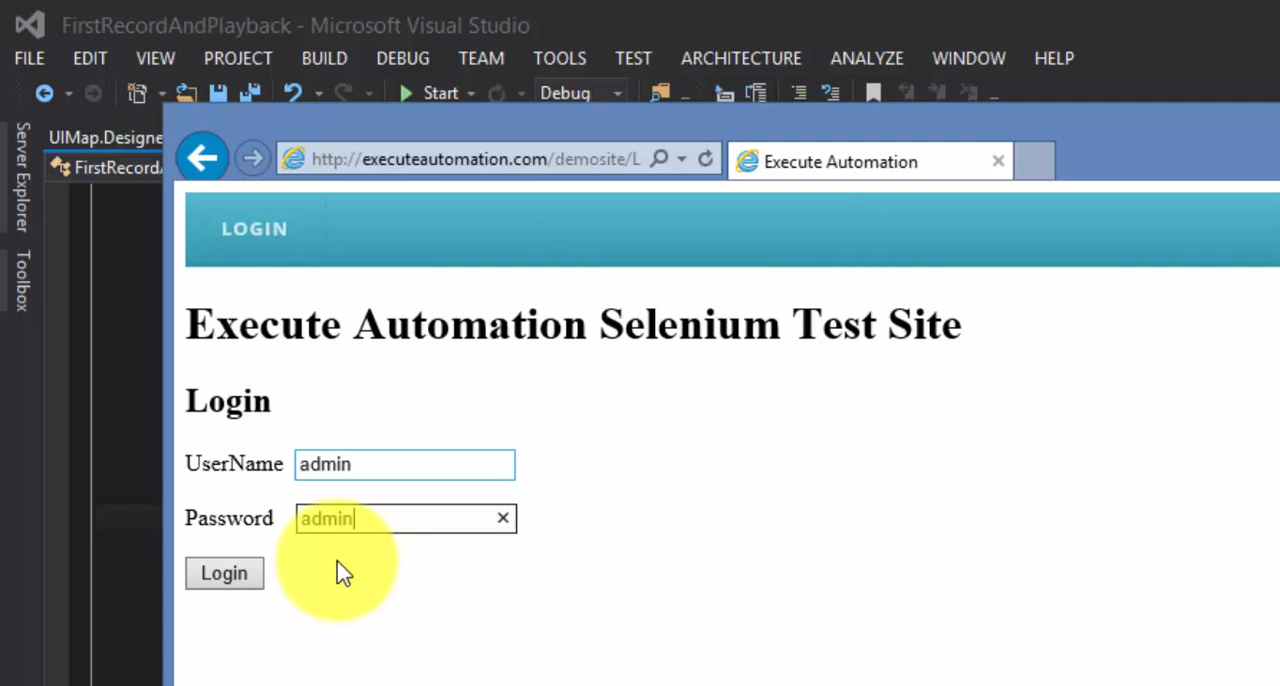 FirstRecordAndPlayback - Microsoft Visual Studio
FILE EDIT VIEW PROJECT BUILD DEBUG TEAM TOOLS TEST ARCHITECTURE ANALYZE WINDOW HELP
Start Debug
Server Explorer
Toolbox
UIMap.Designe
FirstRecord
http://executeautomation.com/demosite/L
Execute Automation
LOGIN
Execute Automation Selenium Test Site
Login
UserName admin
Password admin
Login